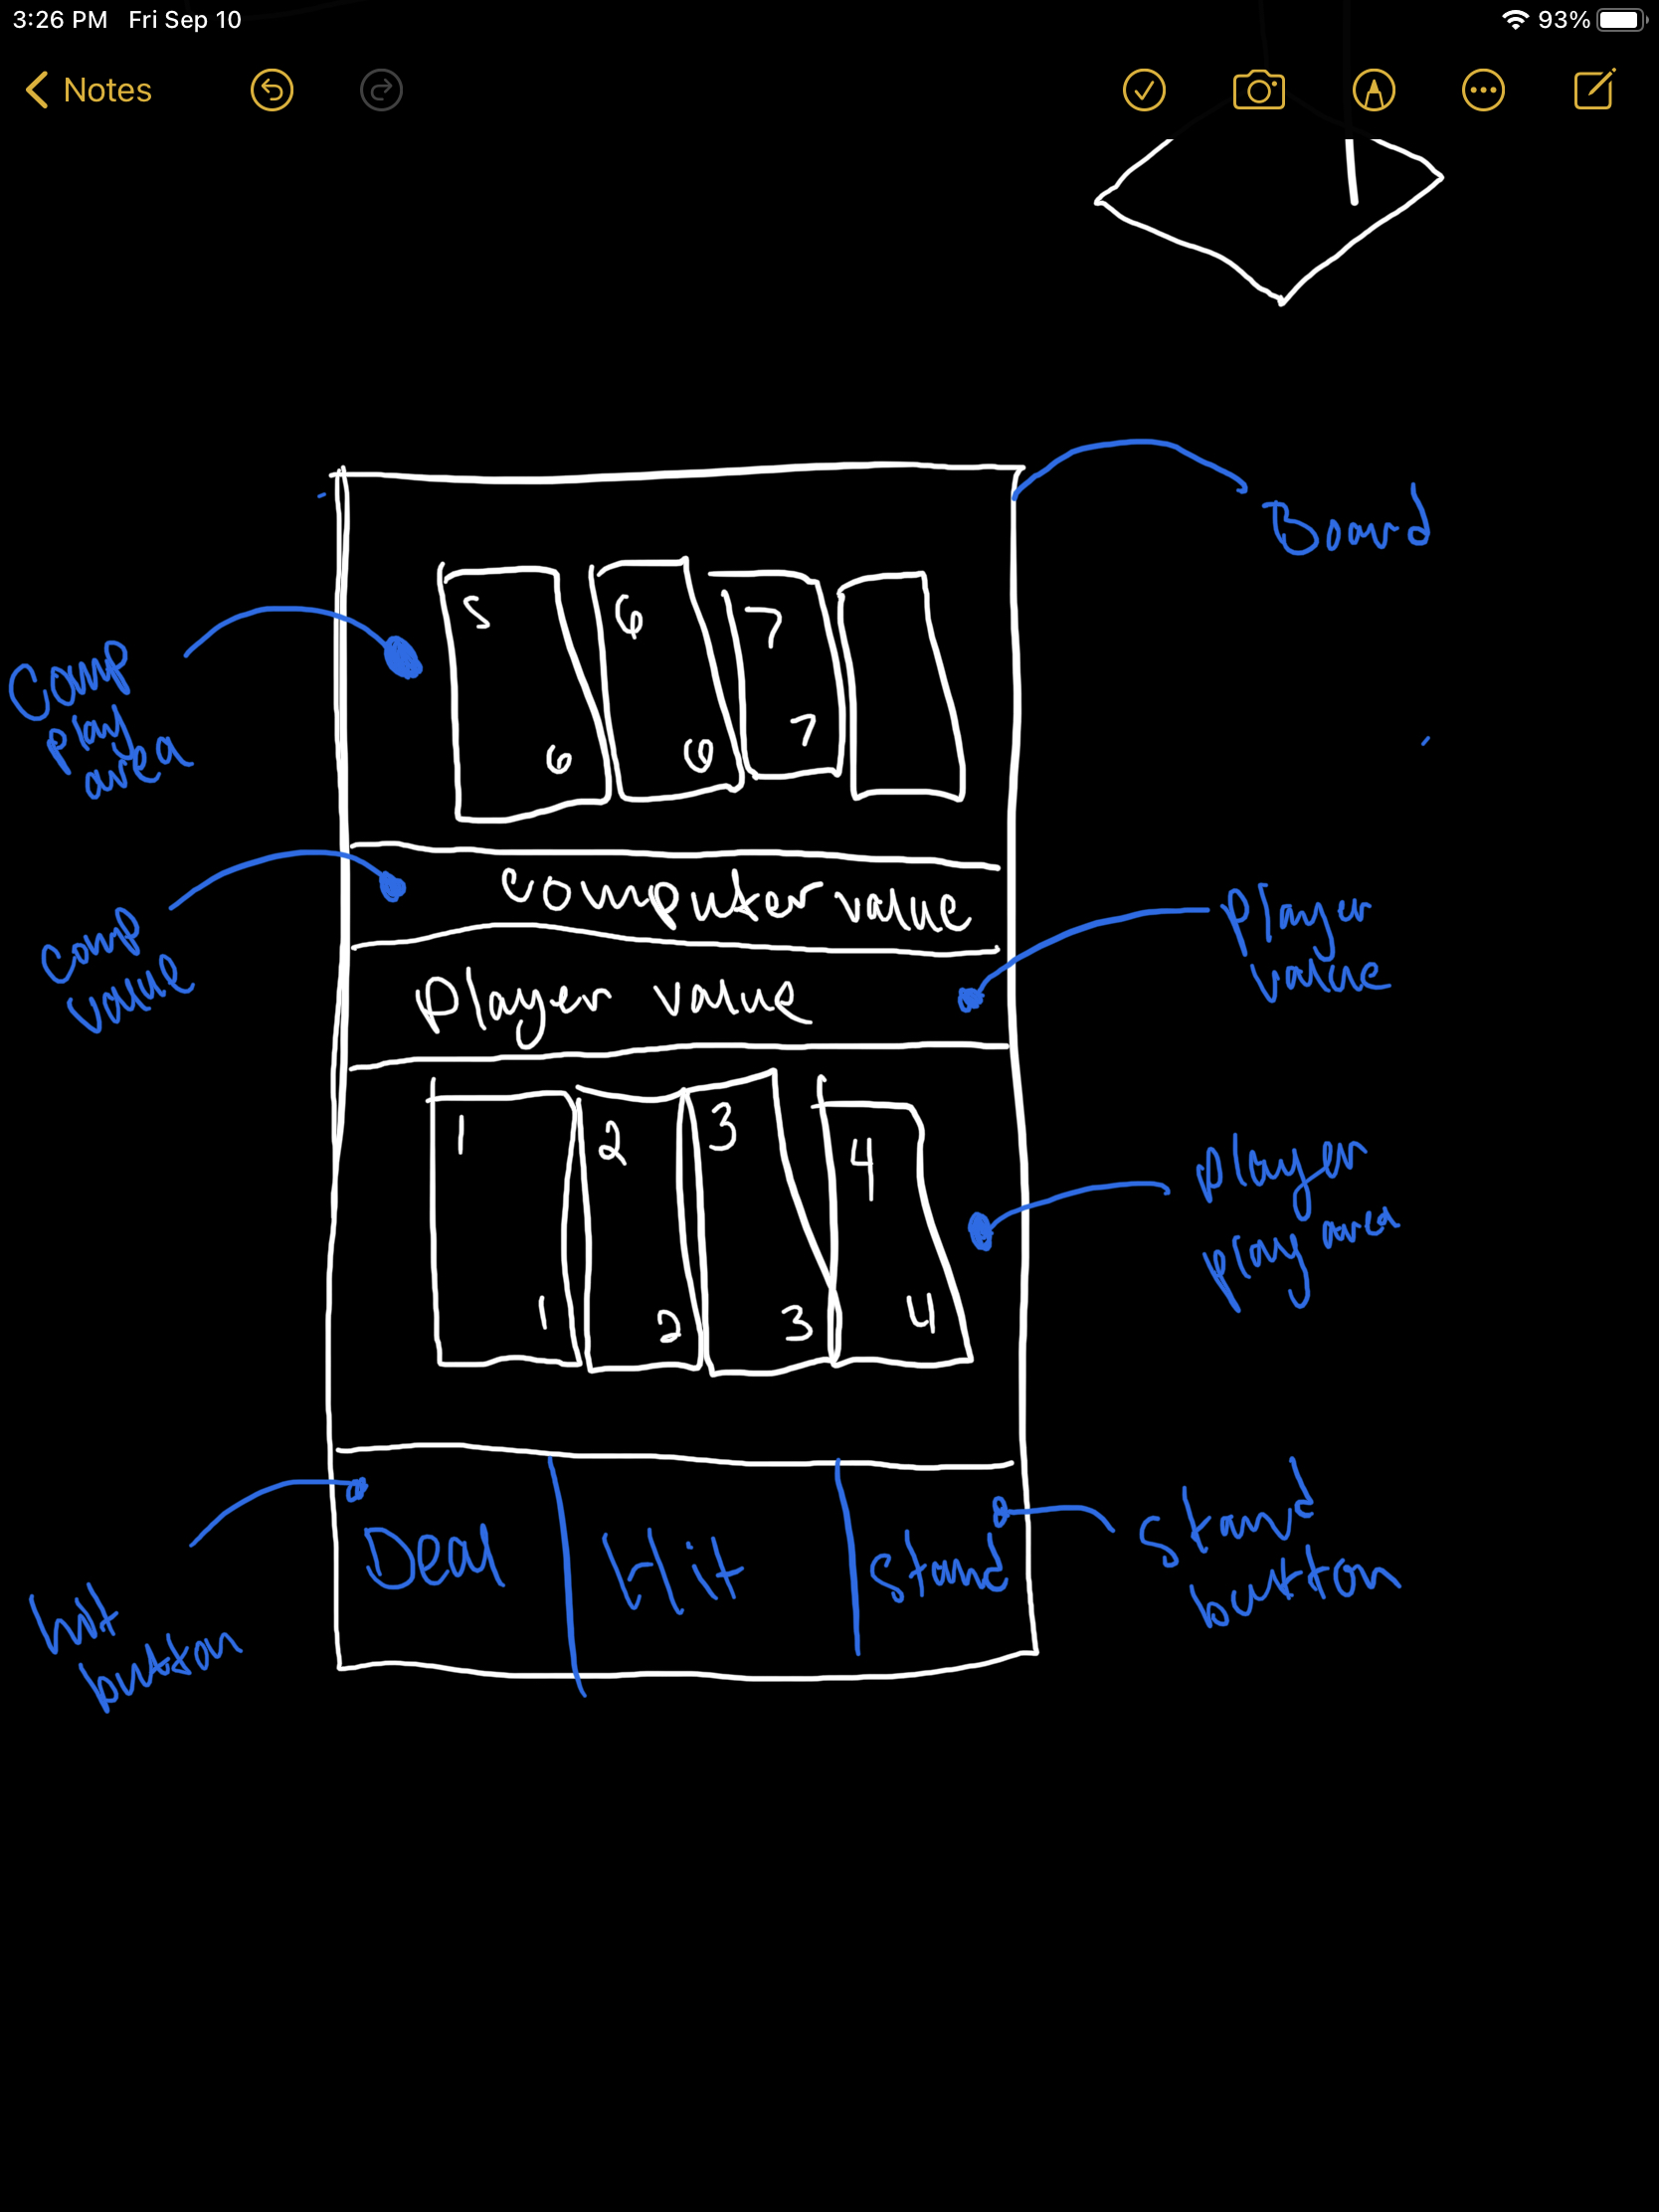 3:26 PM Fri Sep 10 93%
Notes
Board
5 6 7
Comp
play
area
6 6 7
Computer value
Comp
value
Player
value
Player value
1 2 3 4
player
play area
1 2 3 4
Deal Hit Stand
Stand
button
hit
button